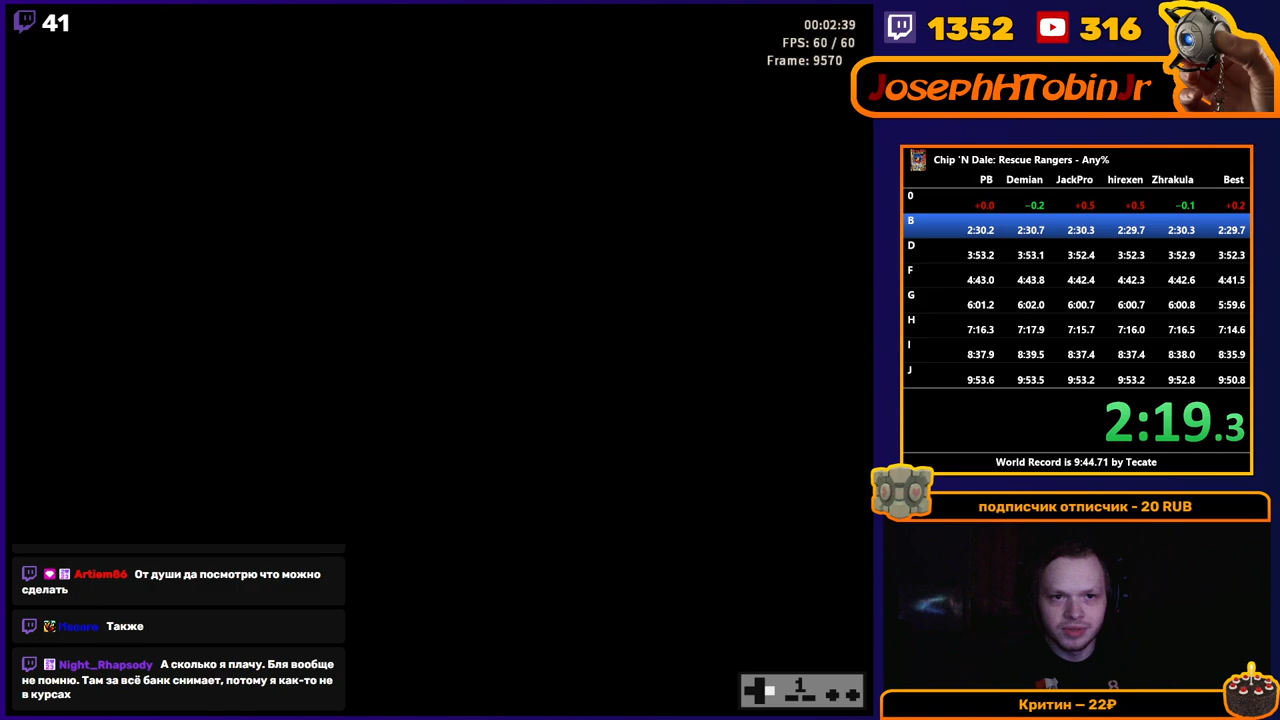 41
00:02:39
FPS: 60 / 60
Frame: 9570
1352
316
JosephHTobinJr
Chip 'N Dale: Rescue Rangers - Any%
PB Demian JackPro hirexen Zhrakula Best
0
+0.0 −0.2 +0.5 +0.5 −0.1 +0.2
B
2:30.2 2:30.7 2:30.3 2:29.7 2:30.3 2:29.7
D
3:53.2 3:53.1 3:52.4 3:52.3 3:52.9 3:52.3
F
4:43.0 4:43.8 4:42.4 4:42.3 4:42.6 4:41.5
G
6:01.2 6:02.0 6:00.7 6:00.7 6:00.8 5:59.6
H
7:16.3 7:17.9 7:15.7 7:16.0 7:16.5 7:14.6
I
8:37.9 8:39.5 8:37.4 8:37.4 8:38.0 8:35.9
J
9:53.6 9:53.5 9:53.2 9:53.2 9:52.8 9:50.8
2:19.3
World Record is 9:44.71 by Tecate
подписчик отписчик - 20 RUB
Artiom86 От души да посмотрю что можно
сделать
Также
Night_Rhapsody А сколько я плачу. Бля вообще
не помню. Там за всё банк снимает, потому я как-то не
в курсах
1
Критин — 22₽